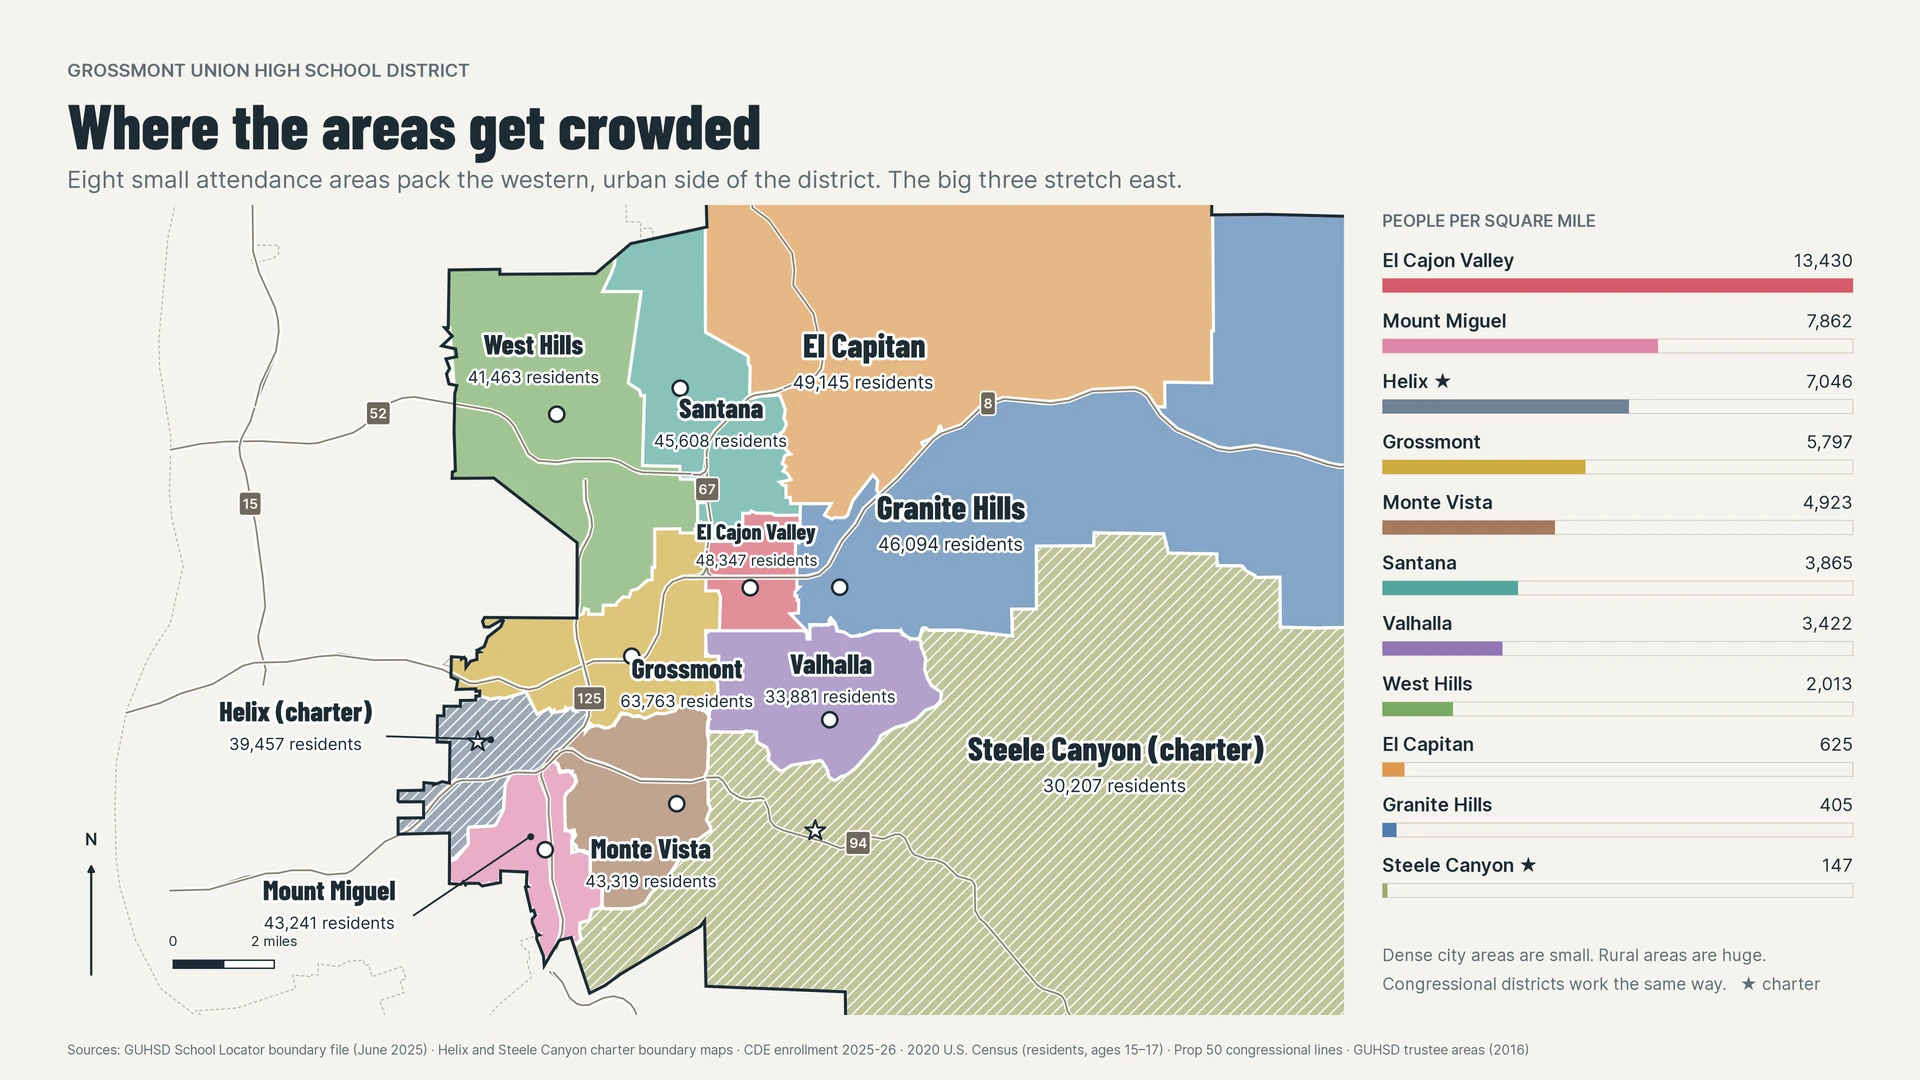 GROSSMONT UNION HIGH SCHOOL DISTRICT
Where the areas get crowded
Eight small attendance areas pack the western, urban side of the district. The big three stretch east.
West Hills
41,463 residents
El Capitan
49,145 residents
Santana
45,608 residents
52
8
15
67
Granite Hills
46,094 residents
El Cajon Valley
48,347 residents
Grossmont
63,763 residents
Valhalla
33,881 residents
125
Helix (charter)
39,457 residents
Steele Canyon (charter)
30,207 residents
94
Monte Vista
43,319 residents
Mount Miguel
43,241 residents
N
0 2 miles
PEOPLE PER SQUARE MILE
El Cajon Valley 13,430
Mount Miguel 7,862
Helix ★ 7,046
Grossmont 5,797
Monte Vista 4,923
Santana 3,865
Valhalla 3,422
West Hills 2,013
El Capitan 625
Granite Hills 405
Steele Canyon ★ 147
Dense city areas are small. Rural areas are huge.
Congressional districts work the same way. ★ charter
Sources: GUHSD School Locator boundary file (June 2025) · Helix and Steele Canyon charter boundary maps · CDE enrollment 2025-26 · 2020 U.S. Census (residents, ages 15–17) · Prop 50 congressional lines · GUHSD trustee areas (2016)